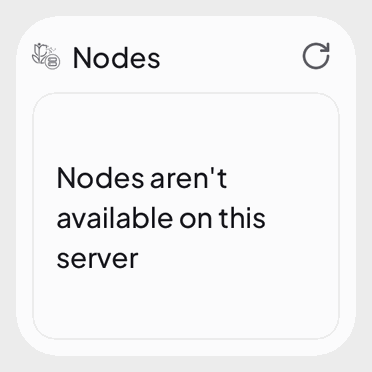 Nodes
Nodes aren't
available on this
server